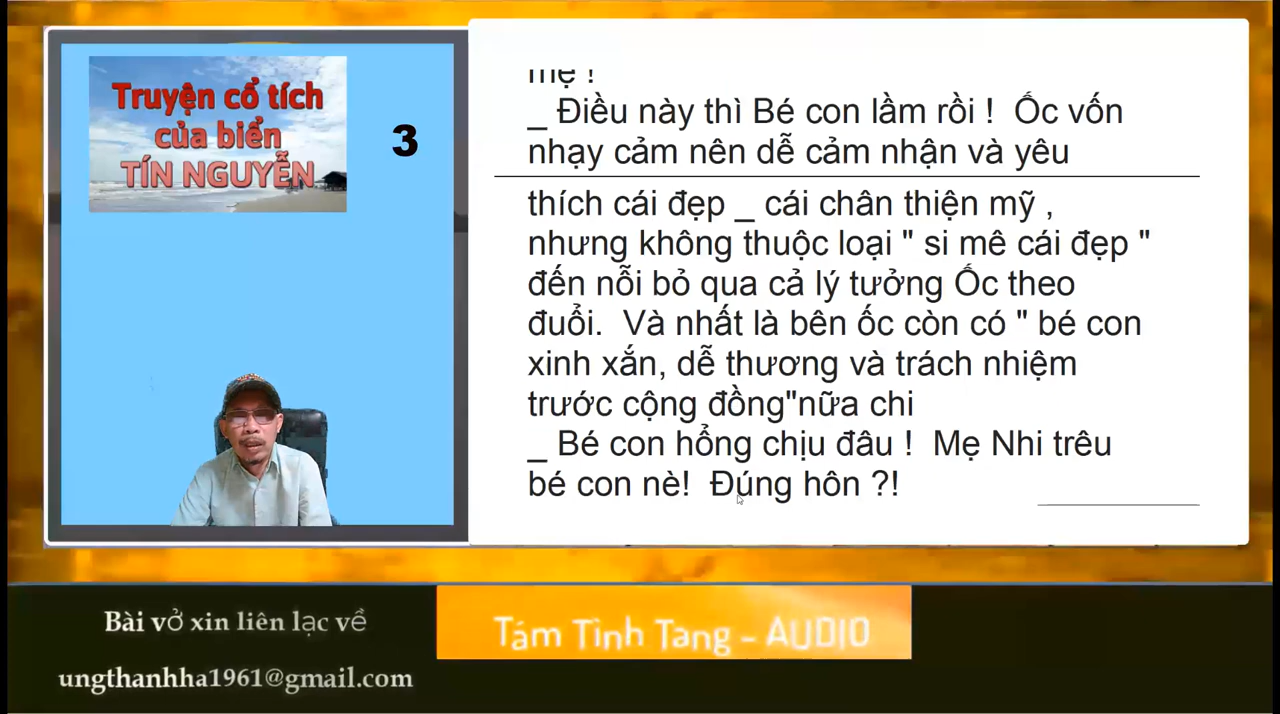 Truyện cổ tích
của biển
TÍN NGUYỄN
3
mẹ !
_ Điều này thì Bé con lầm rồi !  Ốc vốn
nhạy cảm nên dễ cảm nhận và yêu
thích cái đẹp _ cái chân thiện mỹ ,
nhưng không thuộc loại " si mê cái đẹp "
đến nỗi bỏ qua cả lý tưởng Ốc theo
đuổi.  Và nhất là bên ốc còn có " bé con
xinh xắn, dễ thương và trách nhiệm
trước cộng đồng"nữa chi
_ Bé con hổng chịu đâu !  Mẹ Nhi trêu
bé con nè!  Đúng hôn ?!
Bài vở xin liên lạc về
ungthanhha1961@gmail.com
Tám Tình Tang – AUDIO